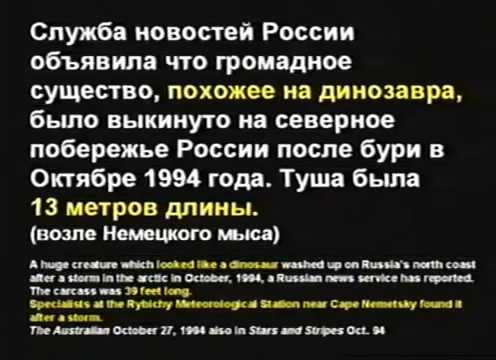 Служба новостей России
объявила что громадное
существо, похожее на динозавра,
было выкинуто на северное
побережье России после бури в
Октябре 1994 года. Туша была
13 метров длины.
(возле Немецкого мыса)
A huge creature which looked like a dinosaur washed up on Russia's north coast
after a storm in the arctic in October, 1994, a Russian news service has reported.
The carcass was 39 feet long.
Specialists at the Rybichy Meteorological Station near Cape Nemetsky found it
after a storm.
The Australian October 27, 1994 also in Stars and Stripes Oct. 94